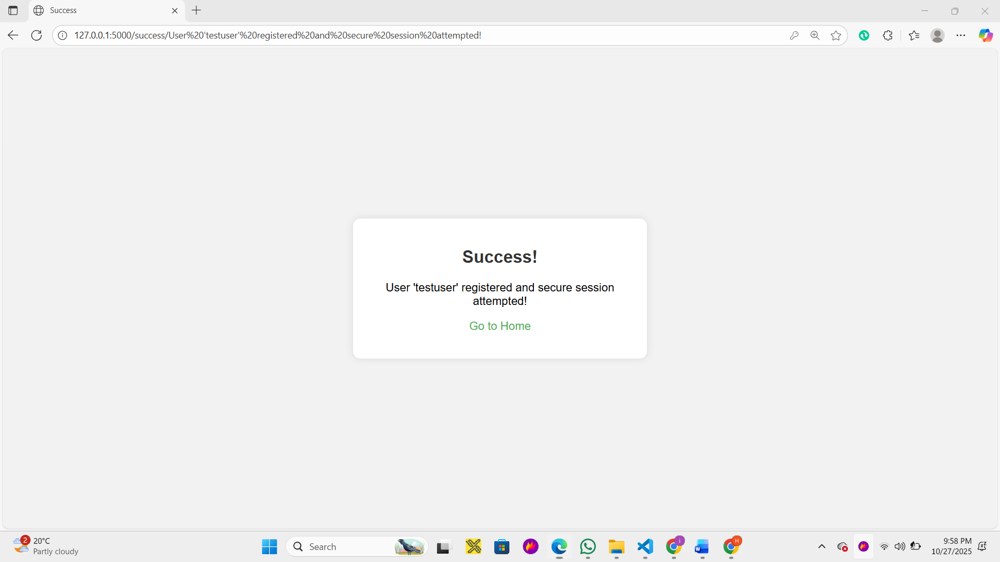 Success
127.0.0.1:5000/success/User%20'testuser'%20registered%20and%20secure%20session%20attempted!
Success!
User 'testuser' registered and secure session
attempted!
Go to Home
2
20°C
Partly cloudy
Search
W
i
H
9:58 PM
10/27/2025